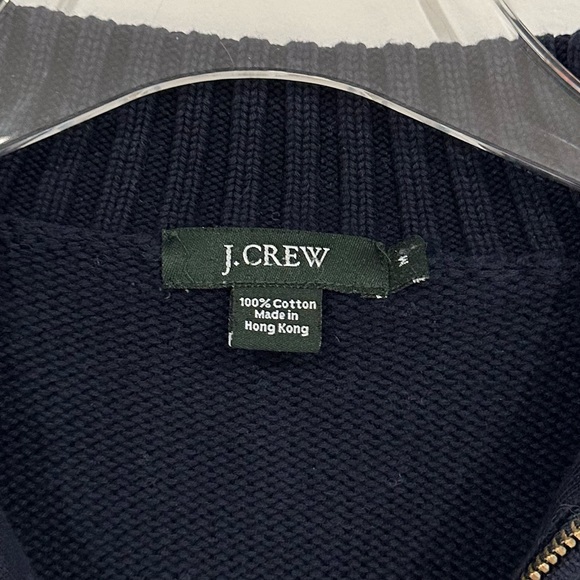 J.CREW
M
100% Cotton
Made in
Hong Kong